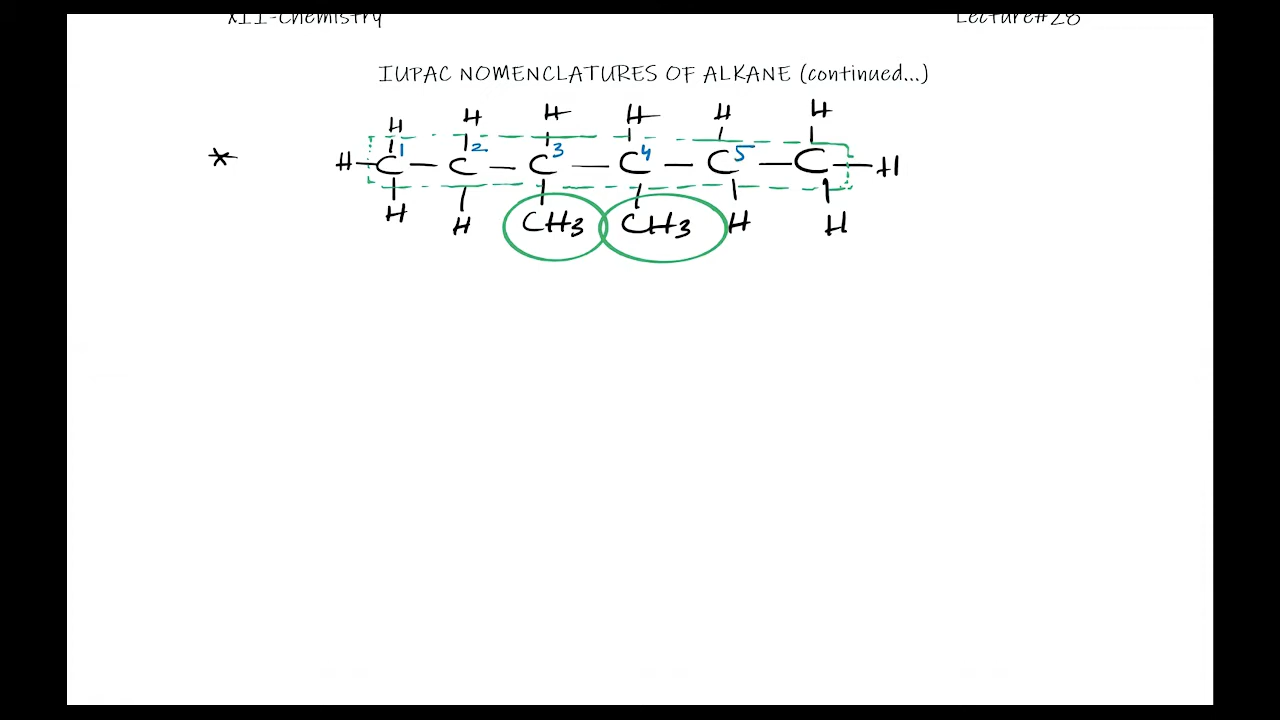 XII-Chemistry Lecture#28
IUPAC NOMENCLATURES OF ALKANE (continued...)
H H H H H H
* H-C1-C2-C3-C4-C5-C-H
H H CH3 CH3 H H